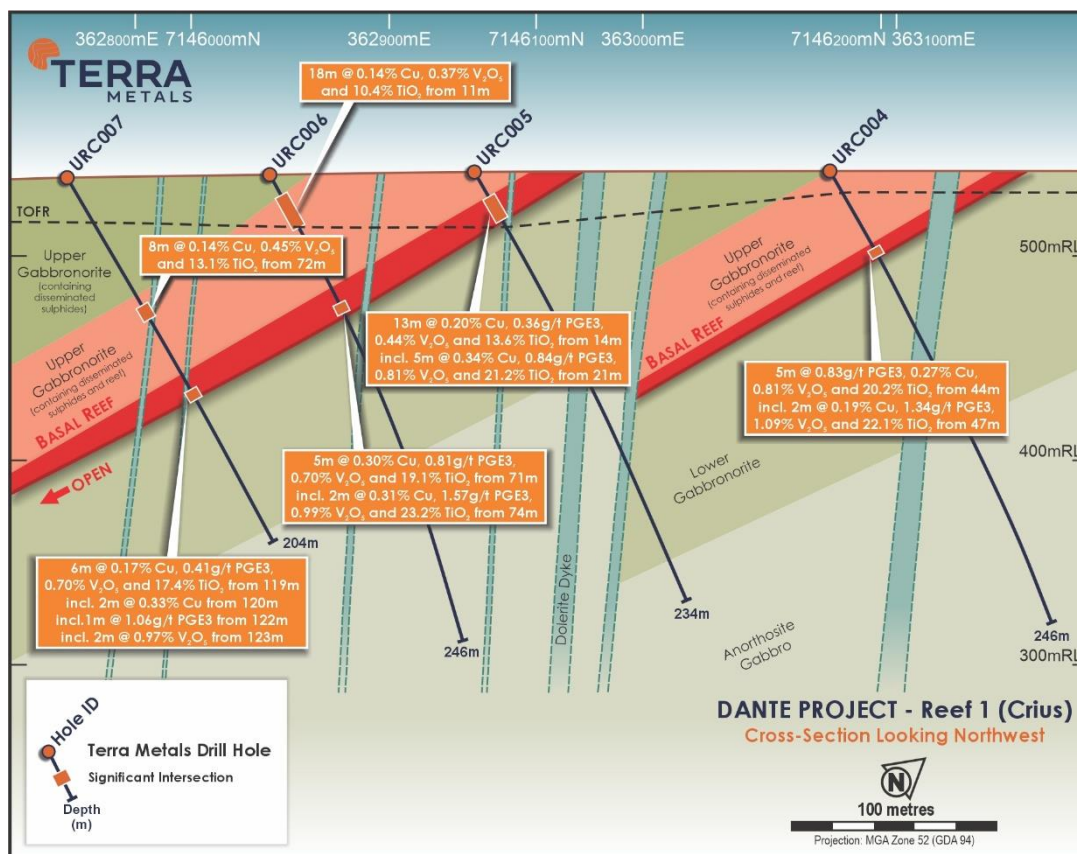 362800mE
7146000mN
362900mE
7146100mN
363000mE
7146200mN
363100mE
TERRA
METALS
18m @ 0.14% Cu, 0.37% V₂O₅
and 10.4% TiO₂ from 11m
URC007
URC006
URC005
URC004
TOFR
500mRL
Upper
Gabbronorite
(containing
disseminated
sulphides)
8m @ 0.14% Cu, 0.45% V₂O₅
and 13.1% TiO₂ from 72m
Upper
Gabbronorite
(containing disseminated
sulphides and reef)
BASAL REEF
OPEN
13m @ 0.20% Cu, 0.36g/t PGE3,
0.44% V₂O₅ and 13.6% TiO₂ from 14m
incl. 5m @ 0.34% Cu, 0.84g/t PGE3,
0.81% V₂O₅ and 21.2% TiO₂ from 21m
Upper
Gabbronorite
(containing disseminated
sulphides and reef)
BASAL REEF
5m @ 0.83g/t PGE3, 0.27% Cu,
0.81% V₂O₅ and 20.2% TiO₂ from 44m
incl. 2m @ 0.19% Cu, 1.34g/t PGE3,
1.09% V₂O₅ and 22.1% TiO₂ from 47m
400mRL
5m @ 0.30% Cu, 0.81g/t PGE3,
0.70% V₂O₅ and 19.1% TiO₂ from 71m
incl. 2m @ 0.31% Cu, 1.57g/t PGE3,
0.99% V₂O₅ and 23.2% TiO₂ from 74m
Lower
Gabbronorite
204m
6m @ 0.17% Cu, 0.41g/t PGE3,
0.70% V₂O₅ and 17.4% TiO₂ from 119m
incl. 2m @ 0.33% Cu from 120m
incl.1m @ 1.06g/t PGE3 from 122m
incl. 2m @ 0.97% V₂O₅ from 123m
Dolerite Dyke
234m
246m
246m
Anorthosite
Gabbro
300mRL
Hole ID
Terra Metals Drill Hole
Significant Intersection
Depth
(m)
DANTE PROJECT - Reef 1 (Crius)
Cross-Section Looking Northwest
N
100 metres
Projection: MGA Zone 52 (GDA 94)